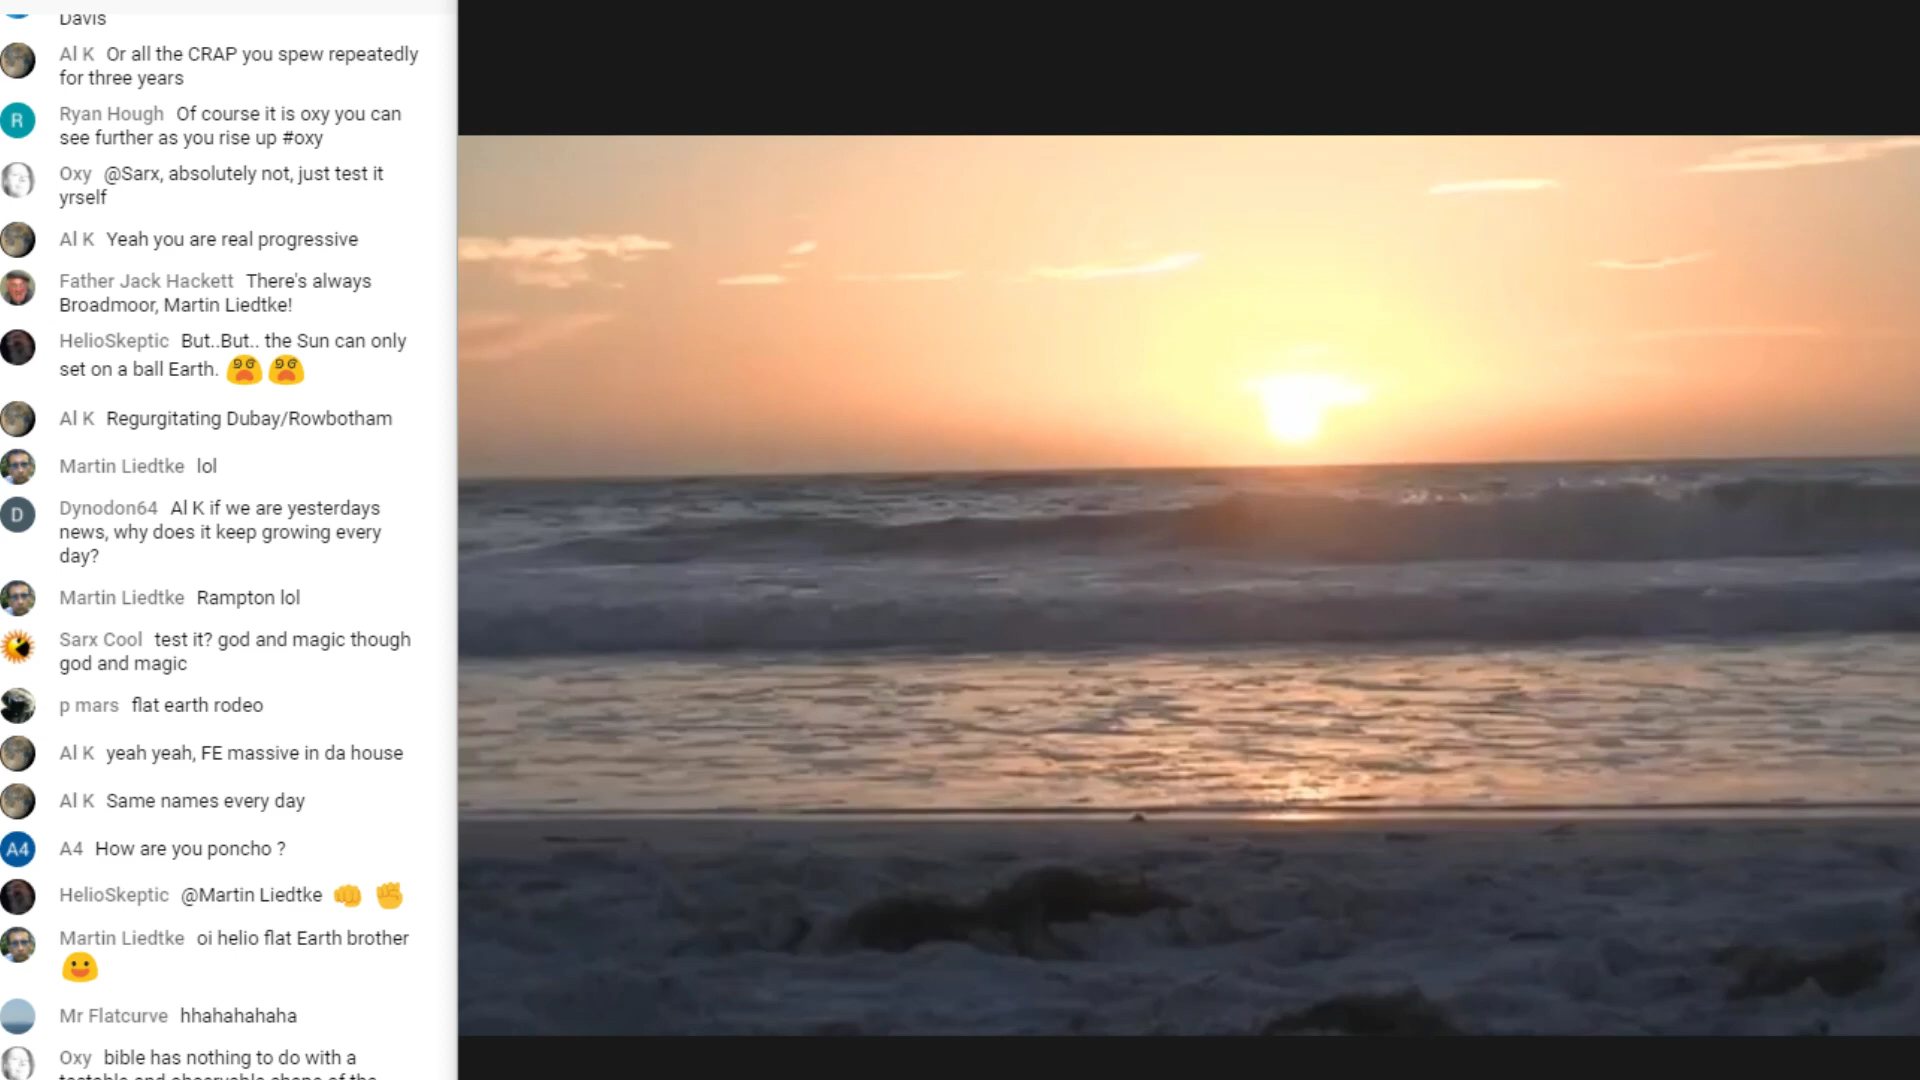 Davis
Al K Or all the CRAP you spew repeatedly
for three years
R
Ryan Hough Of course it is oxy you can
see further as you rise up #oxy
Oxy @Sarx, absolutely not, just test it
yrself
Al K Yeah you are real progressive
Father Jack Hackett There's always
Broadmoor, Martin Liedtke!
HelioSkeptic But..But.. the Sun can only
set on a ball Earth.
Al K Regurgitating Dubay/Rowbotham
Martin Liedtke lol
D
Dynodon64 Al K if we are yesterdays
news, why does it keep growing every
day?
Martin Liedtke Rampton lol
Sarx Cool test it? god and magic though
god and magic
p mars flat earth rodeo
Al K yeah yeah, FE massive in da house
Al K Same names every day
A4
A4 How are you poncho ?
HelioSkeptic @Martin Liedtke
Martin Liedtke oi helio flat Earth brother
Mr Flatcurve hhahahahaha
Oxy bible has nothing to do with a
testable and observable shape of the